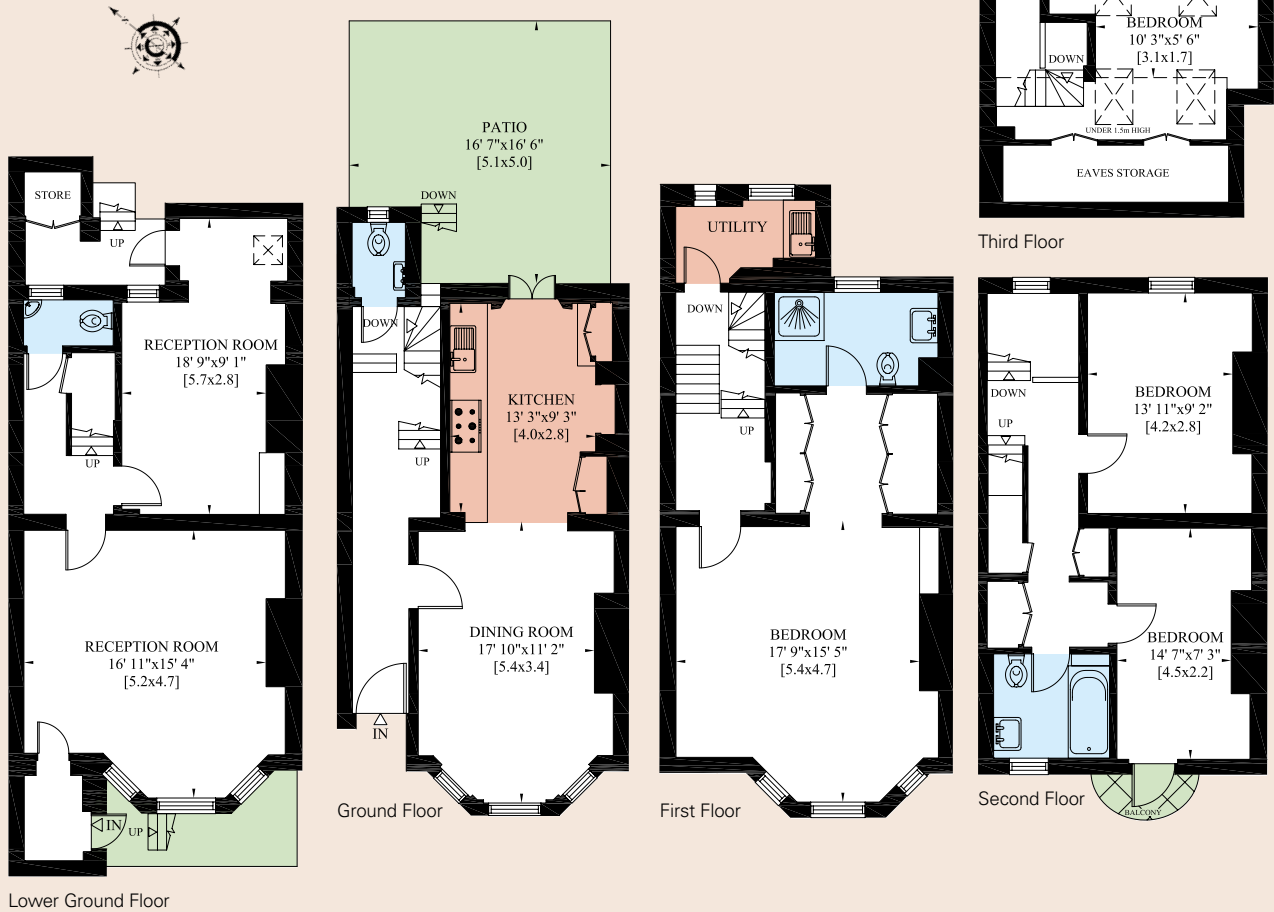 BEDROOM
10' 3"x5' 6"
[3.1x1.7]
DOWN
UNDER 1.5m HIGH
EAVES STORAGE
Third Floor
PATIO
16' 7"x16' 6"
[5.1x5.0]
DOWN
DOWN
KITCHEN
13' 3"x9' 3"
[4.0x2.8]
UP
DINING ROOM
17' 10"x11' 2"
[5.4x3.4]
IN
Ground Floor
STORE
UP
RECEPTION ROOM
18' 9"x9' 1"
[5.7x2.8]
UP
RECEPTION ROOM
16' 11"x15' 4"
[5.2x4.7]
IN
UP
Lower Ground Floor
UTILITY
DOWN
UP
BEDROOM
17' 9"x15' 5"
[5.4x4.7]
First Floor
DOWN
UP
BEDROOM
13' 11"x9' 2"
[4.2x2.8]
BEDROOM
14' 7"x7' 3"
[4.5x2.2]
BALCONY
Second Floor